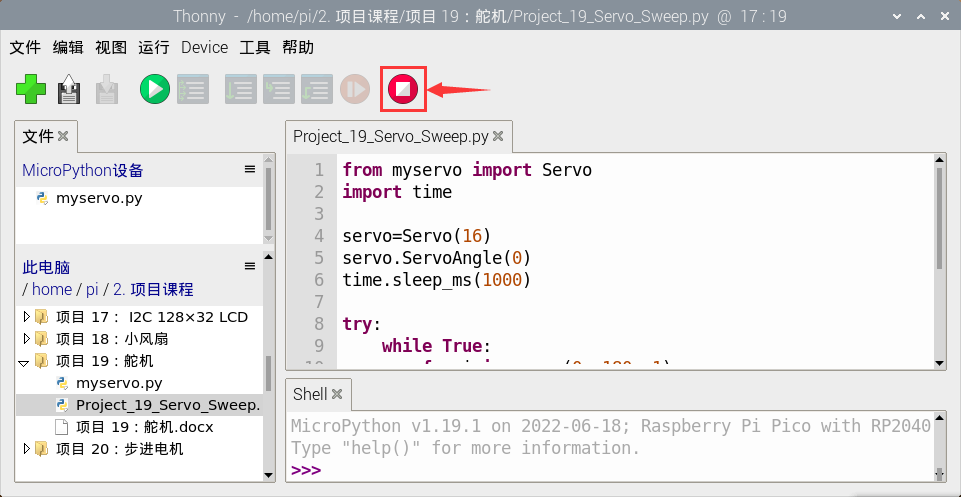 Thonny - /home/pi/2. 项目课程/项目 19：舵机/Project_19_Servo_Sweep.py @ 17 : 19
文件 编辑 视图 运行 Device 工具 帮助
文件
MicroPython设备
myservo.py
此电脑
/ home / pi / 2. 项目课程
项目 17： I2C 128×32 LCD
项目 18：小风扇
项目 19：舵机
myservo.py
Project_19_Servo_Sweep.
项目 19：舵机.docx
项目 20：步进电机
Project_19_Servo_Sweep.py
1 from myservo import Servo
2 import time
3
4 servo=Servo(16)
5 servo.ServoAngle(0)
6 time.sleep_ms(1000)
7
8 try:
9 while True:
Shell
MicroPython v1.19.1 on 2022-06-18; Raspberry Pi Pico with RP2040
Type "help()" for more information.
>>>